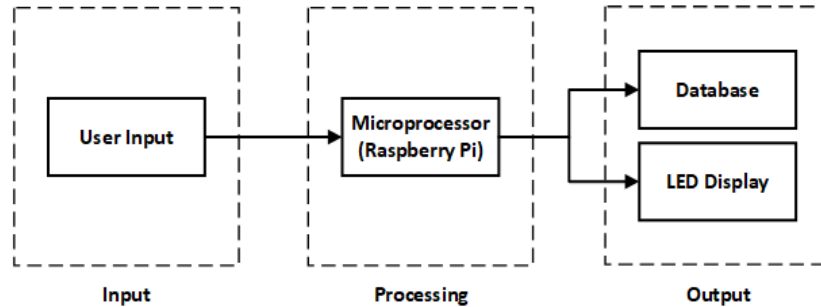 User Input
Microprocessor
(Raspberry Pi)
Database
LED Display
Input
Processing
Output